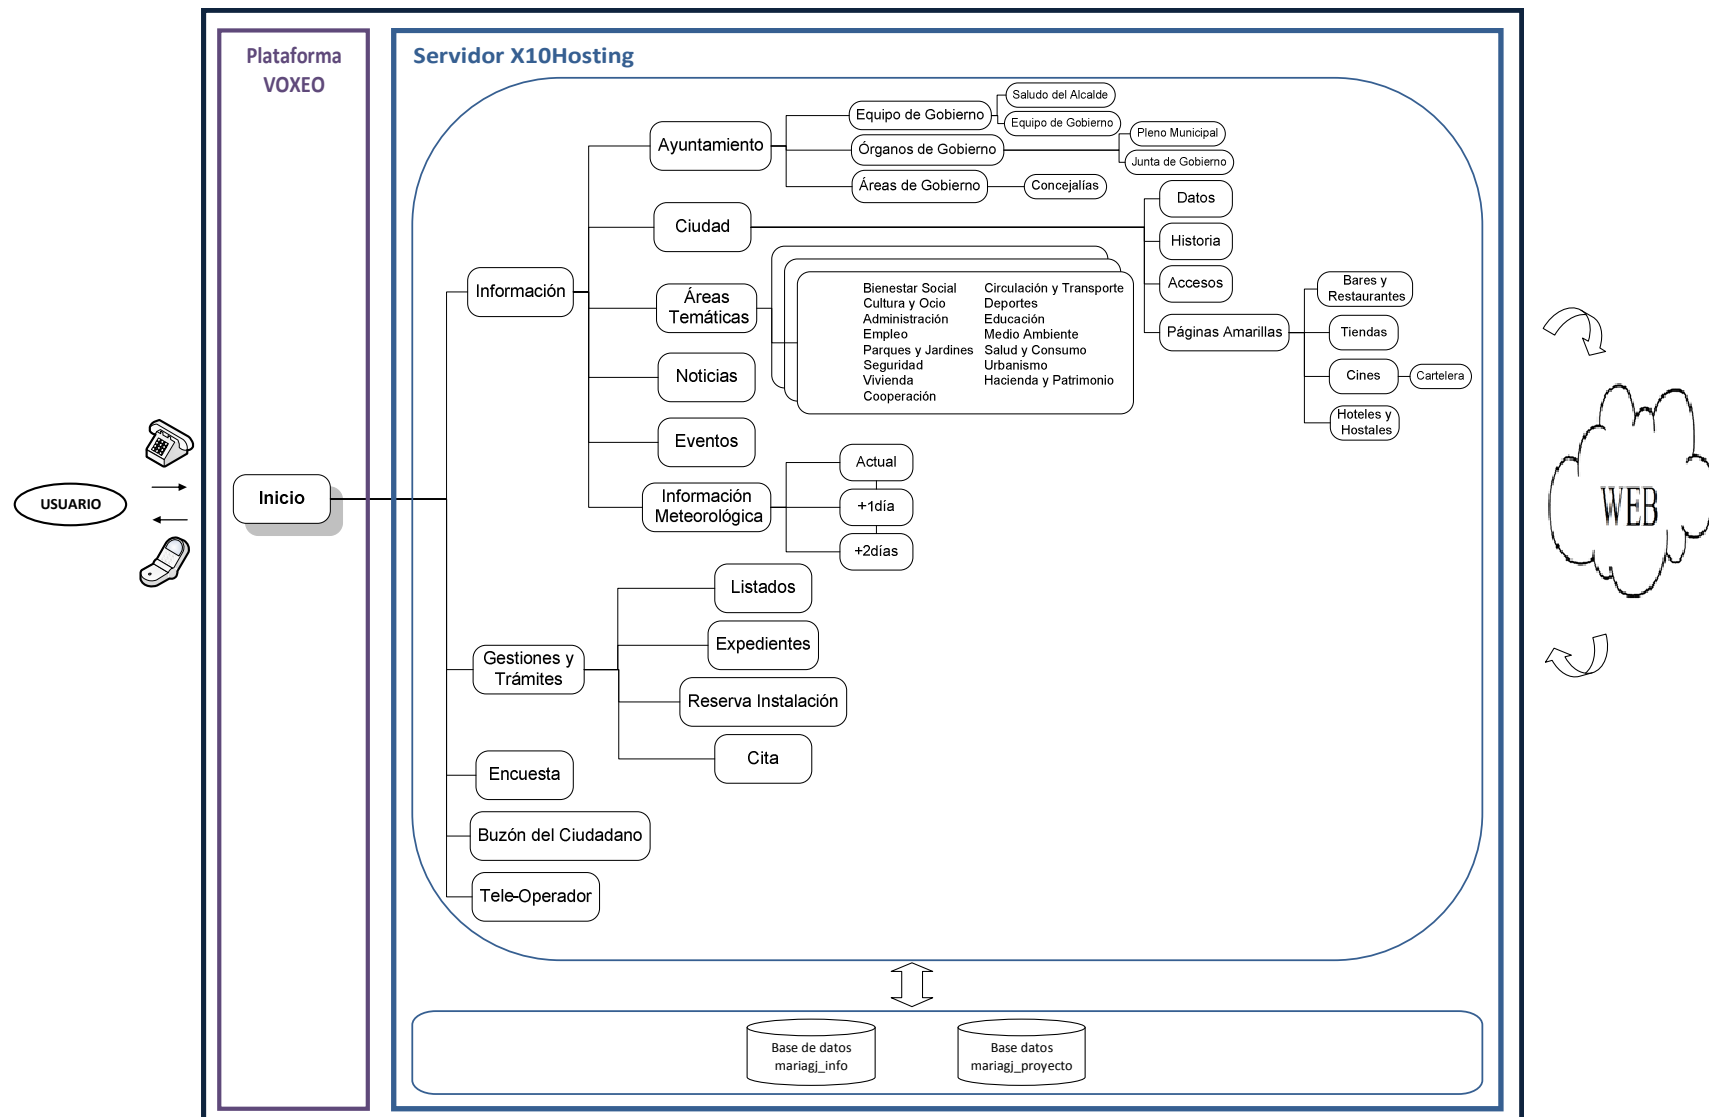 Plataforma
VOXEO
Servidor X10Hosting
USUARIO
Inicio
Información
Ayuntamiento
Equipo de Gobierno
Saludo del Alcalde
Equipo de Gobierno
Órganos de Gobierno
Pleno Municipal
Junta de Gobierno
Áreas de Gobierno
Concejalías
Ciudad
Datos
Historia
Accesos
Páginas Amarillas
Bares y
Restaurantes
Tiendas
Cines
Cartelera
Hoteles y
Hostales
Áreas
Temáticas
Bienestar Social
Cultura y Ocio
Administración
Empleo
Parques y Jardines
Seguridad
Vivienda
Cooperación
Circulación y Transporte
Deportes
Educación
Medio Ambiente
Salud y Consumo
Urbanismo
Hacienda y Patrimonio
Noticias
Eventos
Información
Meteorológica
Actual
+1día
+2días
Gestiones y
Trámites
Listados
Expedientes
Reserva Instalación
Cita
Encuesta
Buzón del Ciudadano
Tele-Operador
WEB
Base de datos
mariagj_info
Base datos
mariagj_proyecto